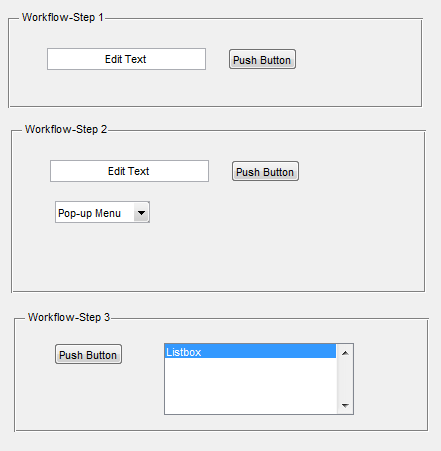 Workflow-Step 1
Edit Text Push Button
Workflow-Step 2
Edit Text Push Button
Pop-up Menu
Workflow-Step 3
Push Button Listbox